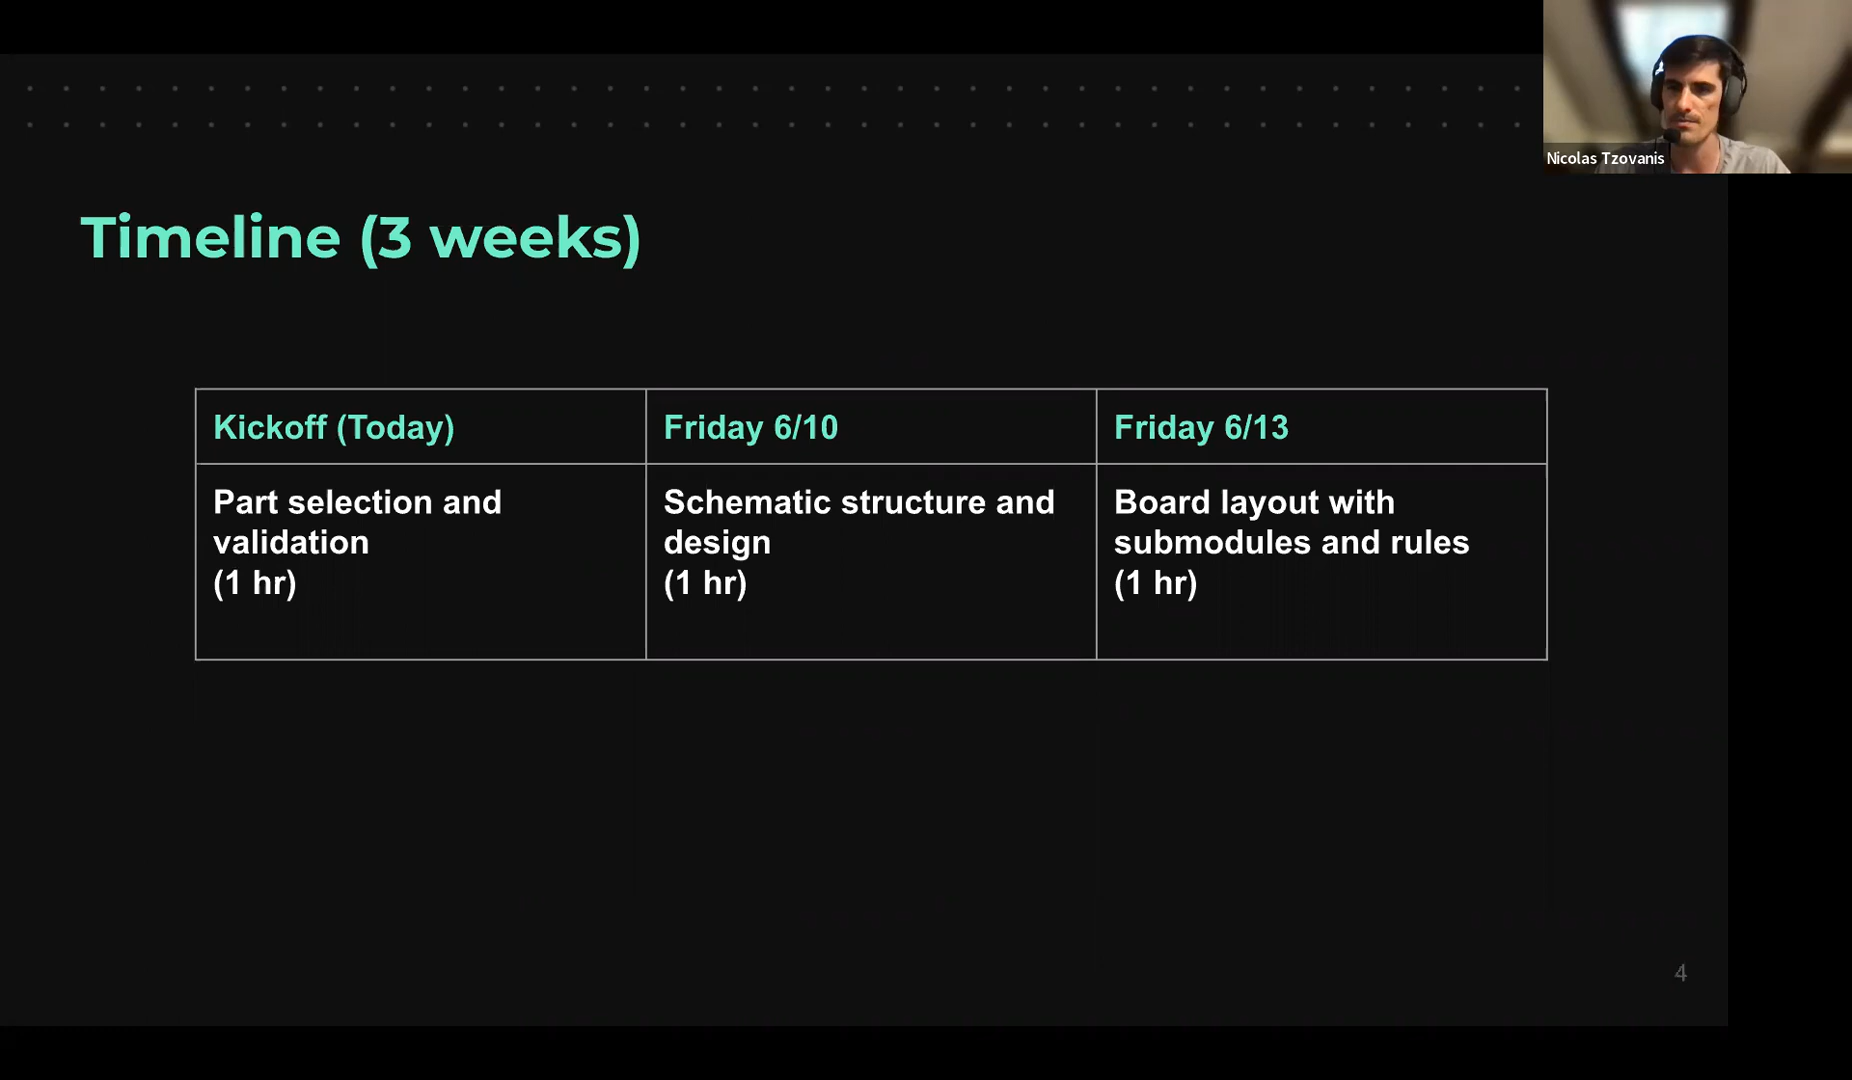 Nicolas Tzovanis
Timeline (3 weeks)
Kickoff (Today)
Friday 6/10
Friday 6/13
Part selection and
validation
(1 hr)
Schematic structure and
design
(1 hr)
Board layout with
submodules and rules
(1 hr)
4